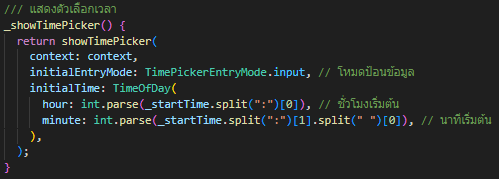 /// แสดงตัวเลือกเวลา
_showTimePicker() {
  return showTimePicker(
    context: context,
    initialEntryMode: TimePickerEntryMode.input, // โหมดป้อนข้อมูล
    initialTime: TimeOfDay(
      hour: int.parse(_startTime.split(":")[0]), // ชั่วโมงเริ่มต้น
      minute: int.parse(_startTime.split(":")[1].split(" ")[0]), // นาทีเริ่มต้น
    ),
  );
}